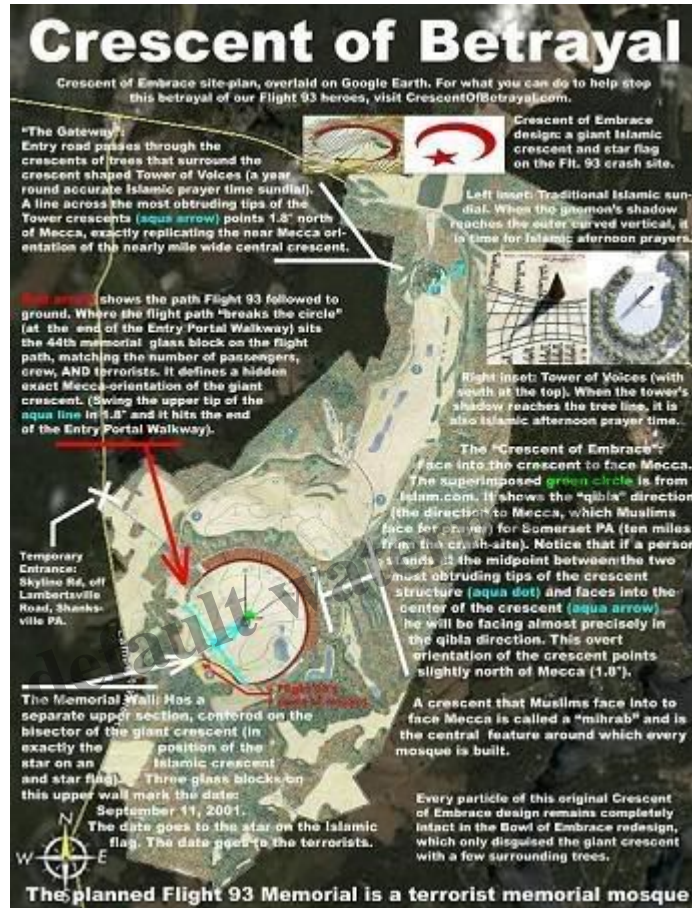 Crescent of Betrayal
Crescent of Embrace site-plan, overlaid on Google Earth. For what you can do to help stop
this betrayal of our Flight 93 heroes, visit CrescentOfBetrayal.com.
"The Gateway":
Entry road passes through the
crescents of trees that surround the
crescent shaped Tower of Voices (a year
round accurate Islamic prayer time sundial).
A line across the most obtruding tips of the
Tower crescents (aqua arrow) points 1.8° north
of Mecca, exactly replicating the near Mecca ori-
entation of the nearly mile wide central crescent.
Crescent of Embrace
design: a giant Islamic
crescent and star flag
on the Flt. 93 crash site.
Left inset: Traditional Islamic sun-
dial. When the gnomon's shadow
reaches the outer curved vertical, it
is time for Islamic afernoon prayers.
Red arrow shows the path Flight 93 followed to
ground. Where the flight path "breaks the circle"
(at the end of the Entry Portal Walkway) sits
the 44th memorial glass block on the flight
path, matching the number of passengers,
crew, AND terrorists. It defines a hidden
exact Mecca-orientation of the giant
crescent. (Swing the upper tip of the
aqua line in 1.8° and it hits the end
of the Entry Portal Walkway).
Right inset: Tower of Voices (with
south at the top). When the tower's
shadow reaches the tree line, it is
also Islamic afternoon prayer time.
The "Crescent of Embrace":
Face into the crescent to face Mecca.
The superimposed green circle is from
Islam.com. It shows the "qibla" direction
(the direction to Mecca, which Muslims
face for prayer) for Somerset PA (ten miles
from the crash-site). Notice that if a person
stands at the midpoint between the two
most obtruding tips of the crescent
structure (aqua dot) and faces into the
center of the crescent (aqua arrow)
he will be facing almost precisely in
the qibla direction. This overt
orientation of the crescent points
slightly north of Mecca (1.8°).
Temporary
Entrance:
Skyline Rd, off
Lambertsville
Road, Shanks-
ville PA.
default
The Memorial Wall: Has a
separate upper section, centered on the
bisector of the giant crescent (in
exactly the position of the
star on an Islamic crescent
and star flag). Three glass blocks on
this upper wall mark the date:
September 11, 2001.
The date goes to the star on the Islamic
flag. The date goes to the terrorists.
A crescent that Muslims face into to
face Mecca is called a "mihrab" and is
the central feature around which every
mosque is built.
Every particle of this original Crescent
of Embrace design remains completely
intact in the Bowl of Embrace redesign,
which only disguised the giant crescent
with a few surrounding trees.
N
W E
S
The planned Flight 93 Memorial is a terrorist memorial mosque